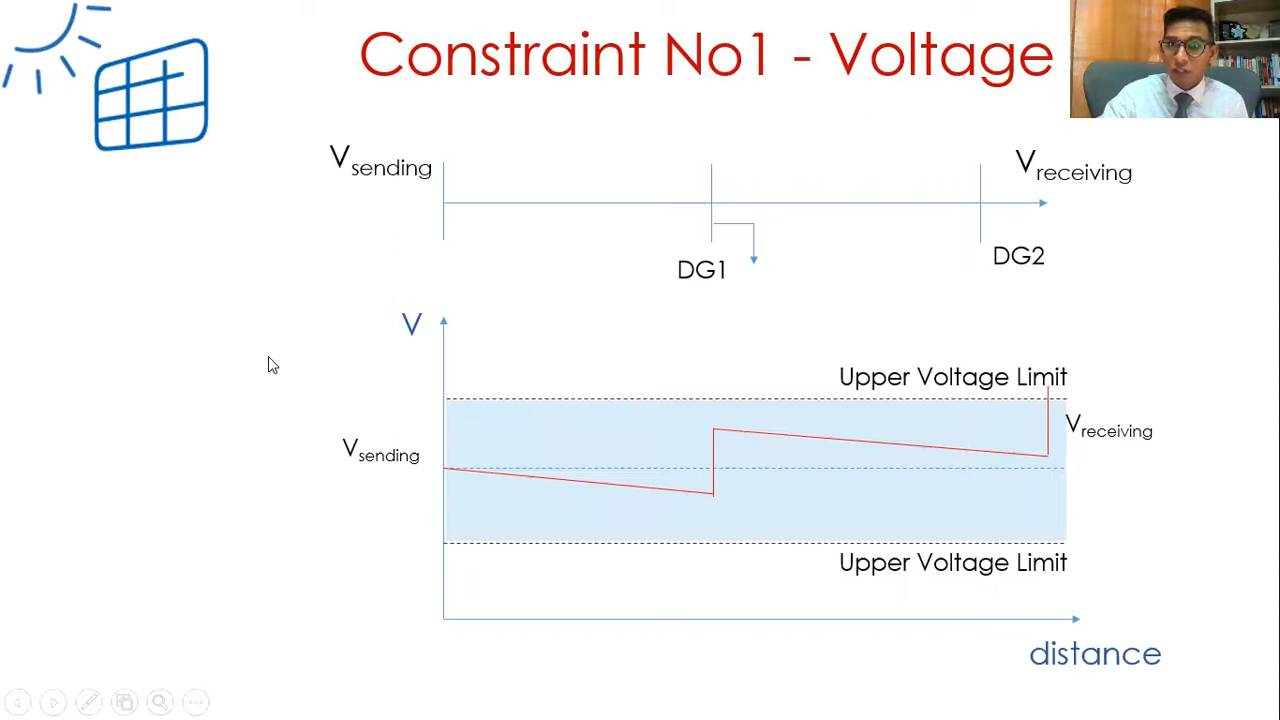 Constraint No1 - Voltage
Vsending
Vreceiving
DG1
DG2
V
Upper Voltage Limit
Vreceiving
Vsending
Upper Voltage Limit
distance